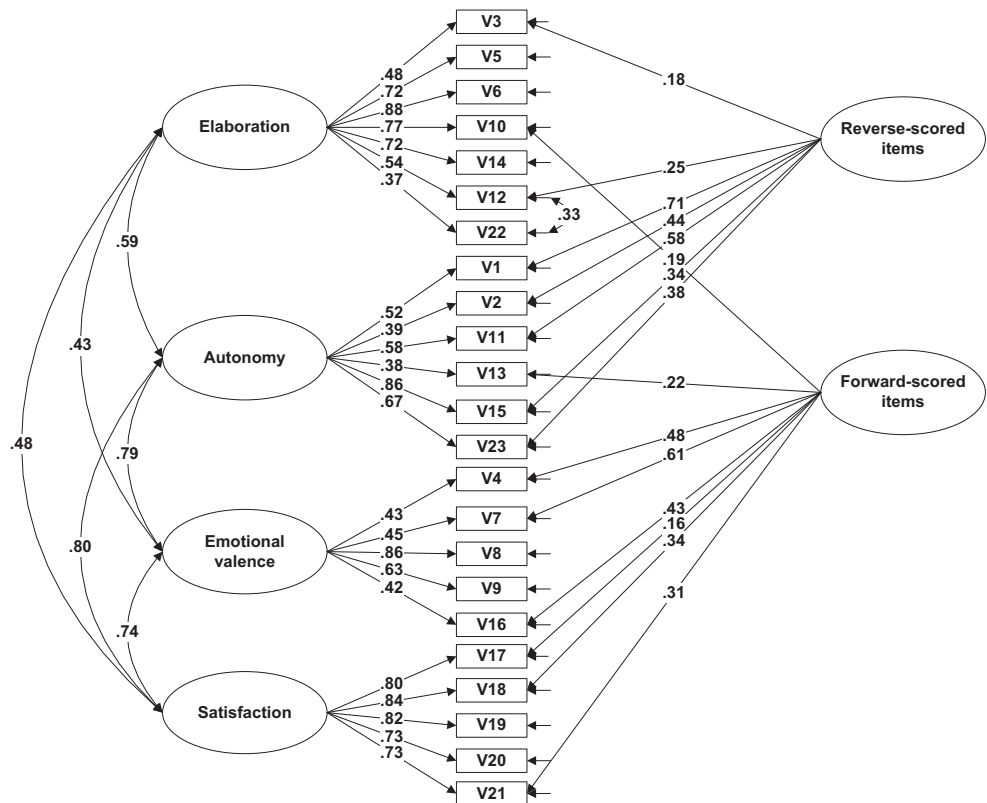 V3
V5
V6
V10
V14
V12
V22
V1
V2
V11
V13
V15
V23
V4
V7
V8
V9
V16
V17
V18
V19
V20
V21
Elaboration
Autonomy
Emotional
valence
Satisfaction
Reverse-scored
items
Forward-scored
items
.48
.72
.88
.77
.72
.54
.37
.52
.39
.58
.38
.86
.67
.43
.45
.86
.63
.42
.80
.84
.82
.73
.73
.59
.43
.48
.79
.80
.74
.33
.18
.25
.71
.44
.58
.19
.34
.38
.22
.48
.61
.43
.16
.34
.31